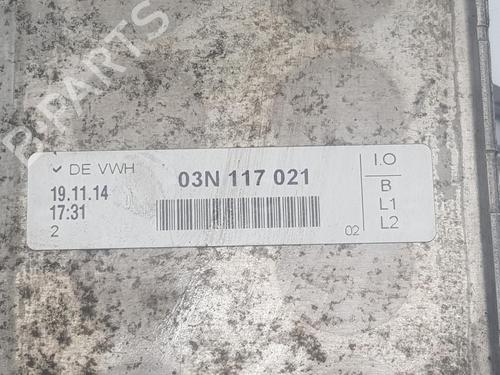 B-PARTS
✓ DE VWH
03N 117 021
I.O
19.11.14
17:31
2
B
L1
L2
02